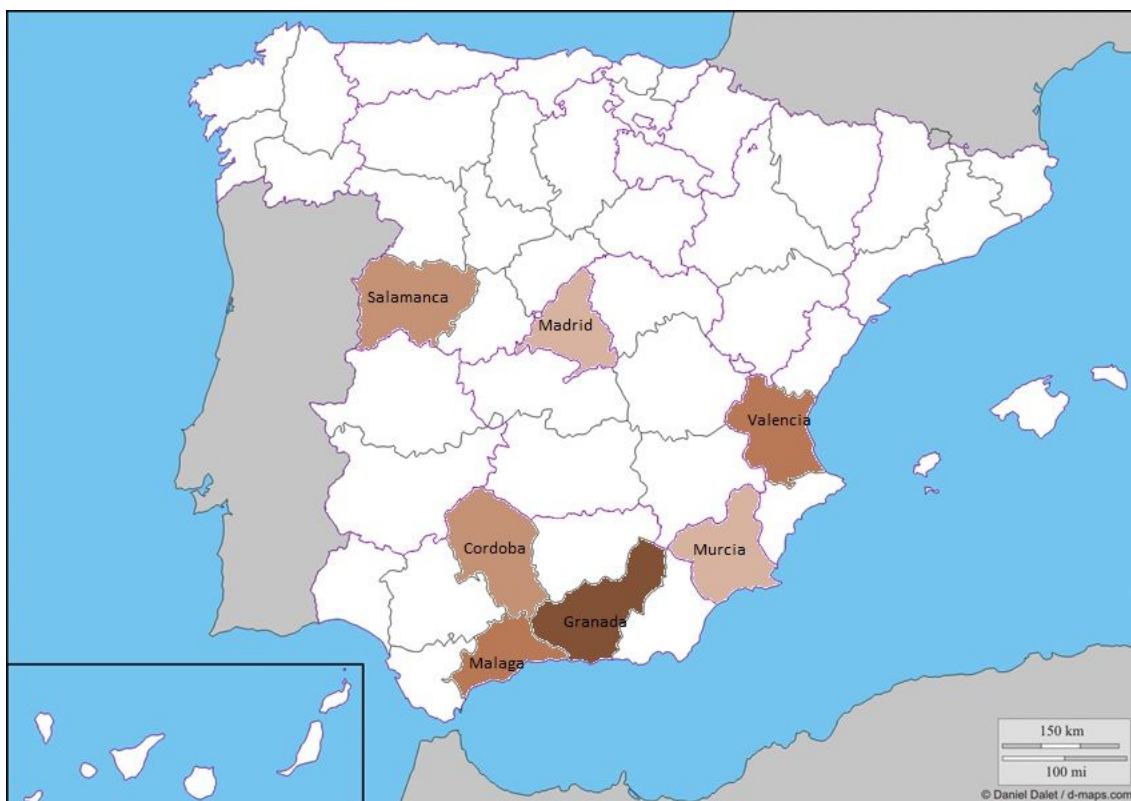 Salamanca
Madrid
Valencia
Cordoba
Murcia
Granada
Malaga
150 km
100 mi
© Daniel Dalet / d-maps.com